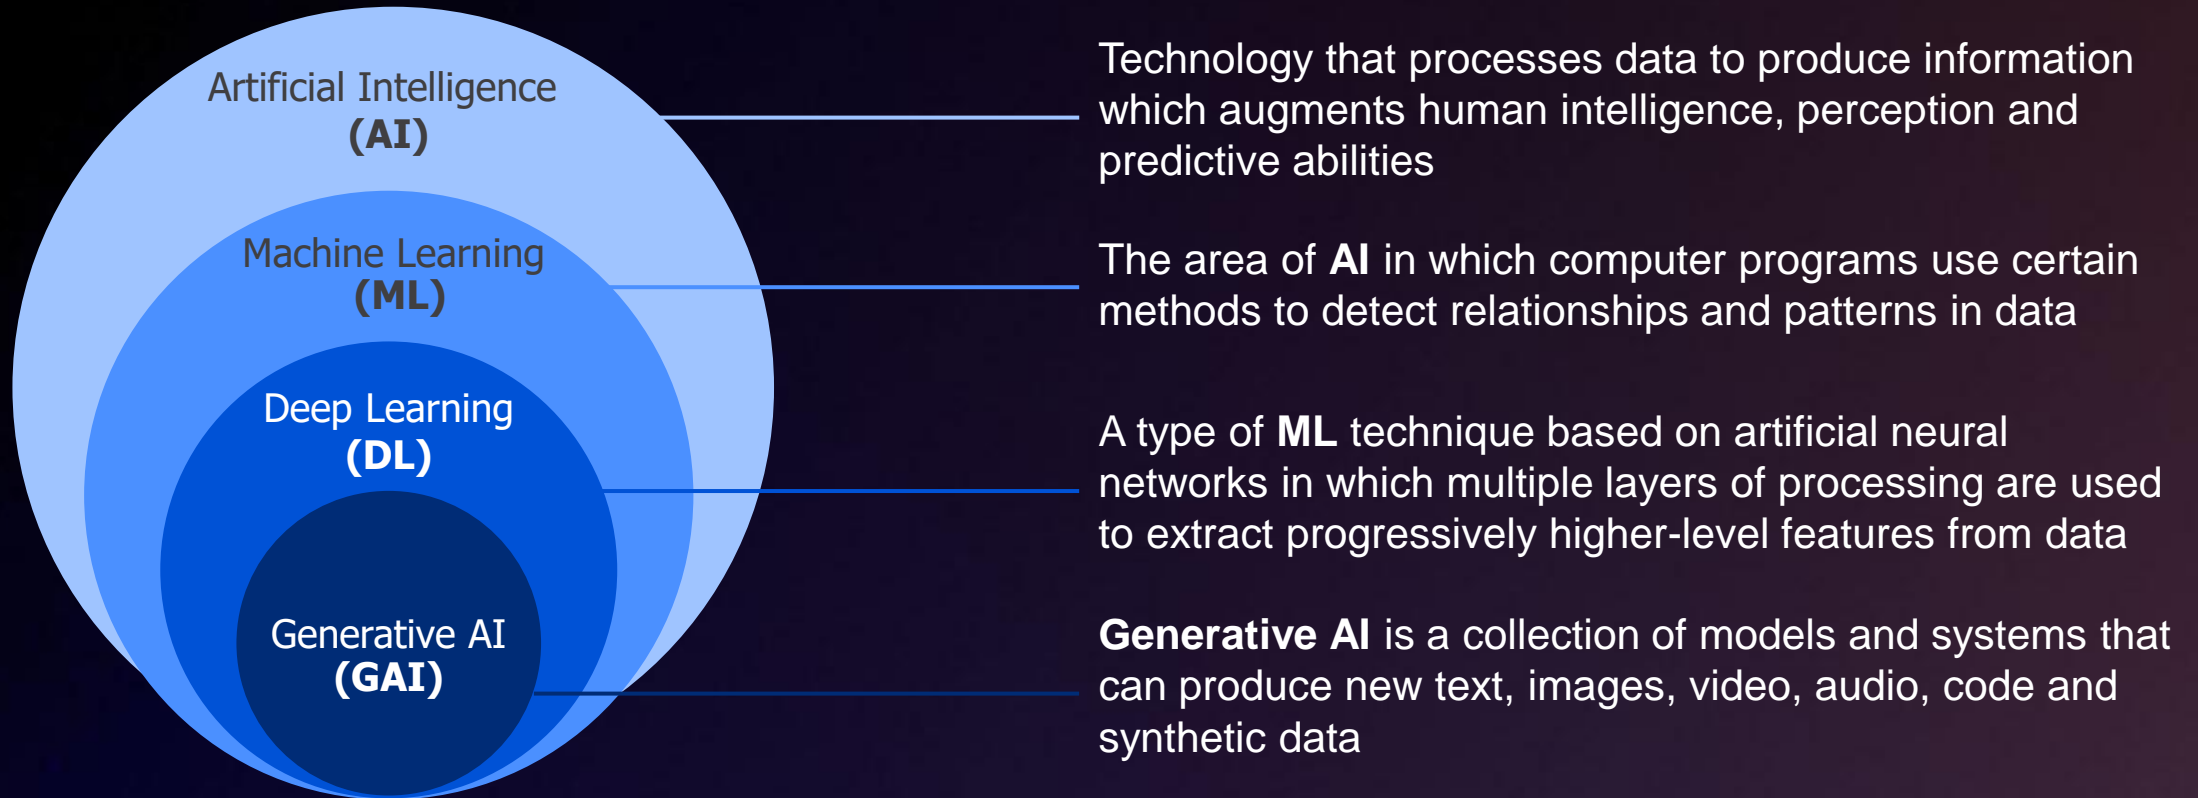 Artificial Intelligence
(AI)
Technology that processes data to produce information
which augments human intelligence, perception and
predictive abilities
Machine Learning
(ML)
The area of AI in which computer programs use certain
methods to detect relationships and patterns in data
Deep Learning
(DL)
A type of ML technique based on artificial neural
networks in which multiple layers of processing are used
to extract progressively higher-level features from data
Generative AI
(GAI)
Generative AI is a collection of models and systems that
can produce new text, images, video, audio, code and
synthetic data